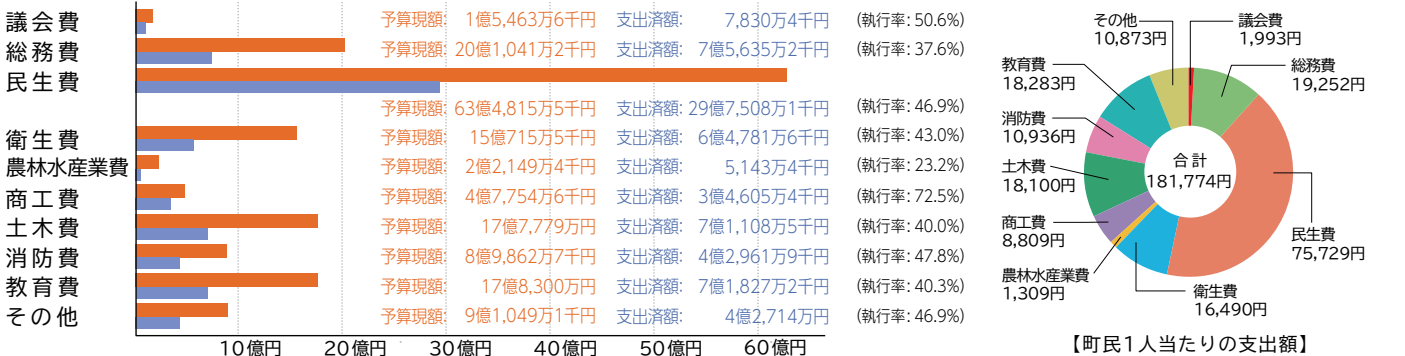 議会費 予算現額: 1億5,463万6千円 支出済額: 7,830万4千円 (執行率: 50.6%)
総務費 予算現額: 20億1,041万2千円 支出済額: 7億5,635万2千円 (執行率: 37.6%)
民生費
予算現額: 63億4,815万5千円 支出済額: 29億7,508万1千円 (執行率: 46.9%)
衛生費 予算現額: 15億715万5千円 支出済額: 6億4,781万6千円 (執行率: 43.0%)
農林水産業費 予算現額: 2億2,149万4千円 支出済額: 5,143万4千円 (執行率: 23.2%)
商工費 予算現額: 4億7,754万6千円 支出済額: 3億4,605万4千円 (執行率: 72.5%)
土木費 予算現額: 17億7,779万円 支出済額: 7億1,108万5千円 (執行率: 40.0%)
消防費 予算現額: 8億9,862万7千円 支出済額: 4億2,961万9千円 (執行率: 47.8%)
教育費 予算現額: 17億8,300万円 支出済額: 7億1,827万2千円 (執行率: 40.3%)
その他 予算現額: 9億1,049万1千円 支出済額: 4億2,714万円 (執行率: 46.9%)
10億円 20億円 30億円 40億円 50億円 60億円
議会費
1,993円
総務費
19,252円
民生費
75,729円
衛生費
16,490円
農林水産業費
1,309円
商工費
8,809円
土木費
18,100円
消防費
10,936円
教育費
18,283円
その他
10,873円
合計
181,774円
【町民1人当たりの支出額】